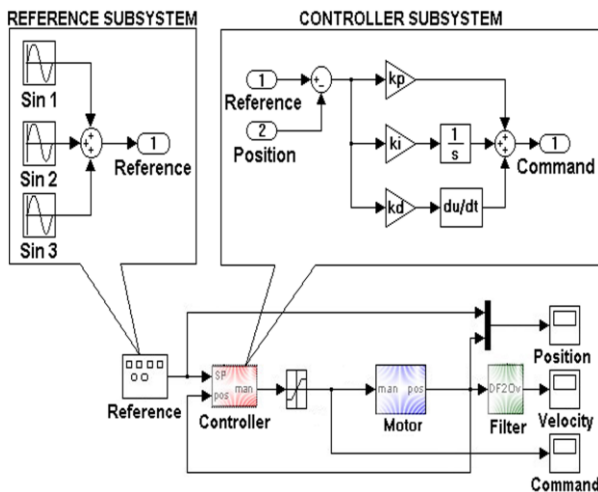 REFERENCE SUBSYSTEM
Sin 1
Sin 2
Sin 3
+
+
+
1
Reference
CONTROLLER SUBSYSTEM
1
Reference
2
Position
+
-
kp
ki
kd
1
s
du/dt
+
+
+
1
Command
Reference
SP
man
pos
Controller
man pos
Motor
DF2Ov
Filter
Position
Velocity
Command